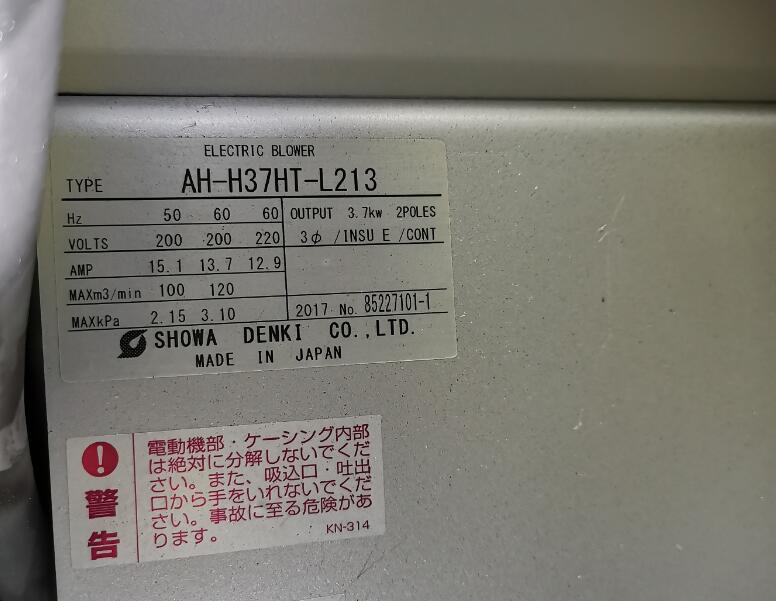 ELECTRIC BLOWER
TYPE AH-H37HT-L213
Hz 50 60 60 OUTPUT 3.7kw 2POLES
VOLTS 200 200 220 3φ /INSU E /CONT
AMP 15.1 13.7 12.9
MAXm3/min 100 120
MAXkPa 2.15 3.10 2017 No. 85227101-1
SHOWA DENKI CO.,LTD.
MADE IN JAPAN
警告
電動機部・ケーシング内部
は絶対に分解しないでくだ
さい。また、吸込口・吐出
口から手をいれないでくだ
さい。事故に至る危険があ
ります。
KN-314